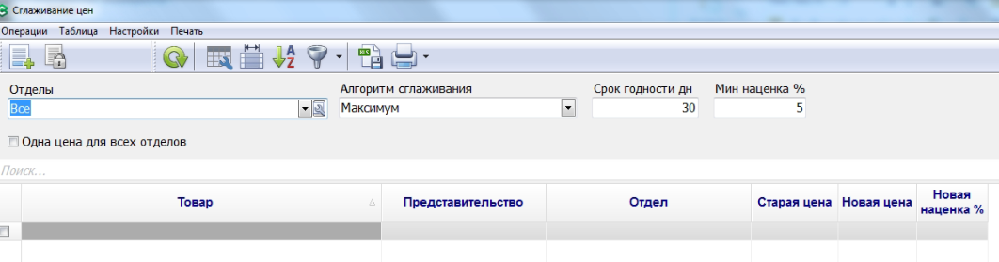 Сглаживание цен
Операции Таблица Настройки Печать
A
Z
XLS
Отделы Алгоритм сглаживания Срок годности дн Мин наценка %
Все Максимум 30 5
Одна цена для всех отделов
Поиск...
Товар Представительство Отдел Старая цена Новая цена Новая
наценка %